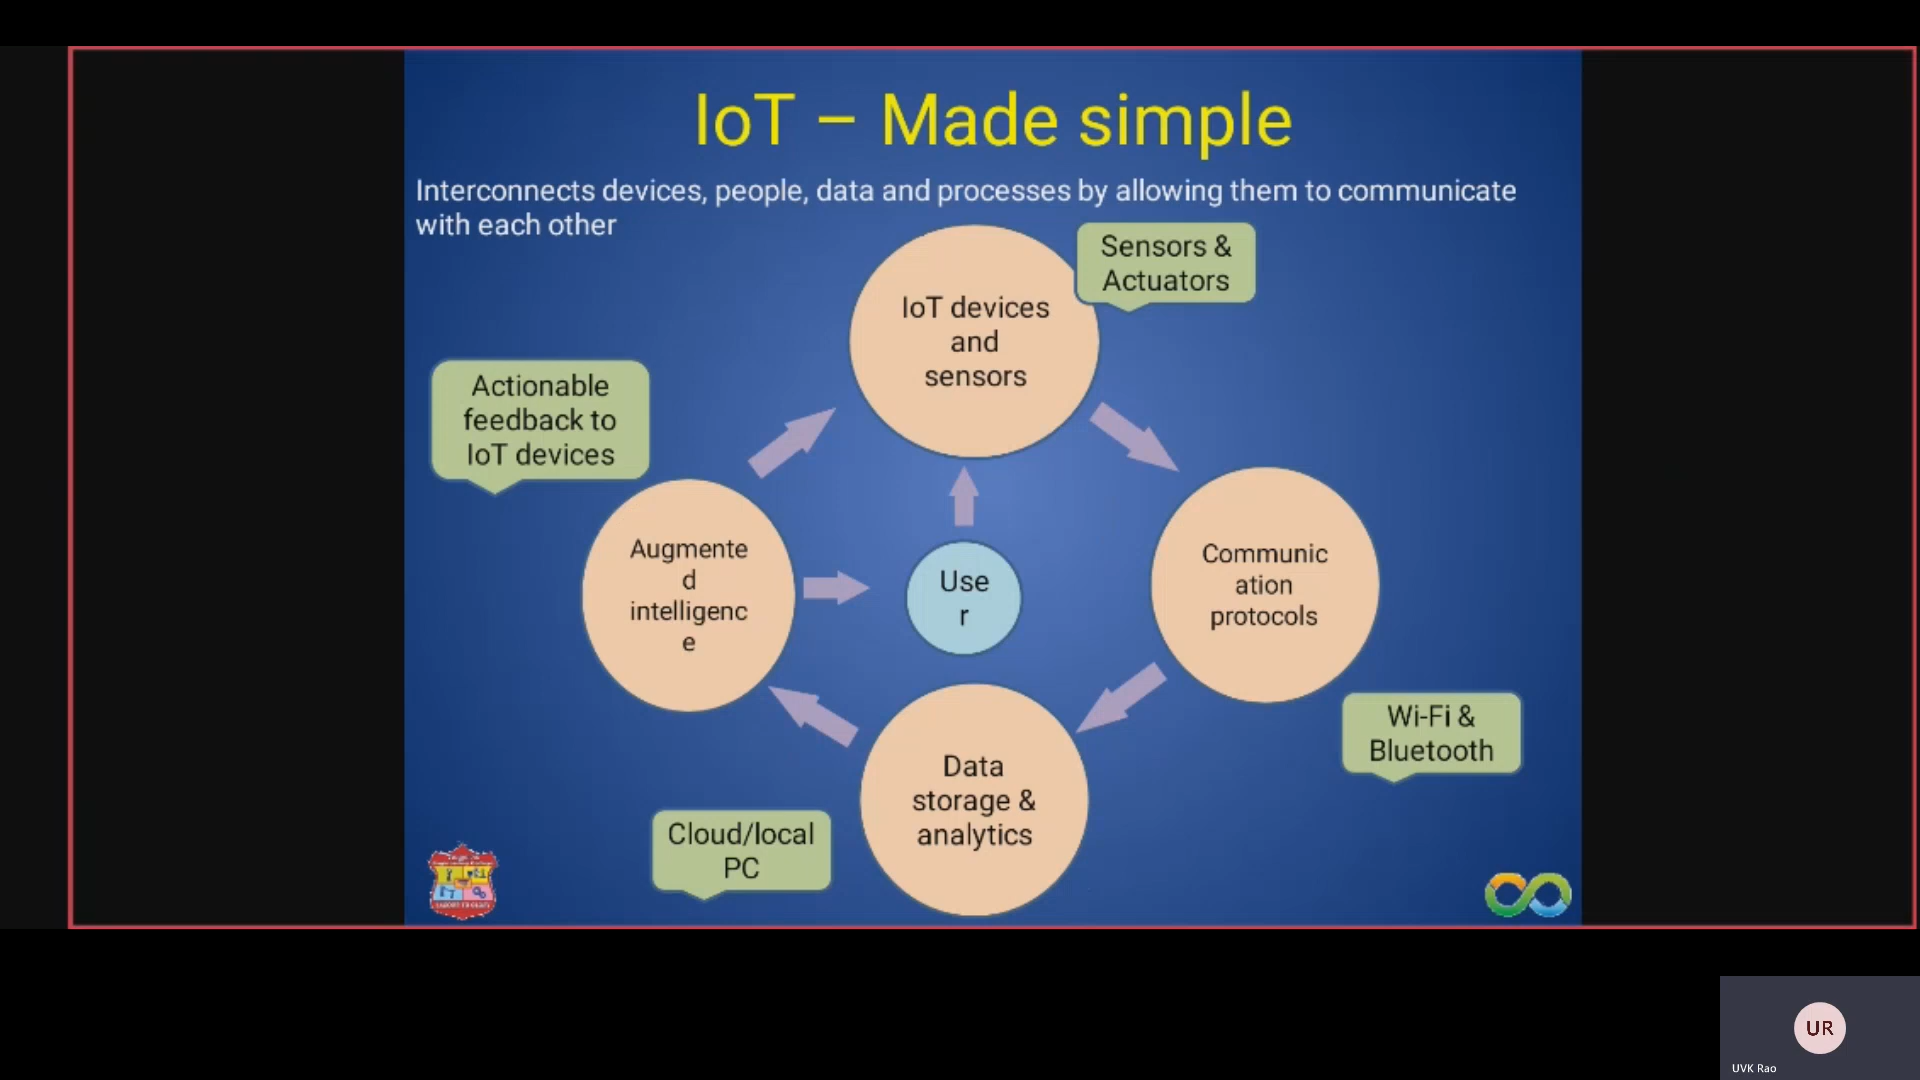 IoT – Made simple
Interconnects devices, people, data and processes by allowing them to communicate
with each other
Sensors &
Actuators
IoT devices
and
sensors
Actionable
feedback to
IoT devices
Augmente
d
intelligenc
e
Use
r
Communic
ation
protocols
Wi-Fi &
Bluetooth
Data
storage &
analytics
Cloud/local
PC
UR
UVK Rao